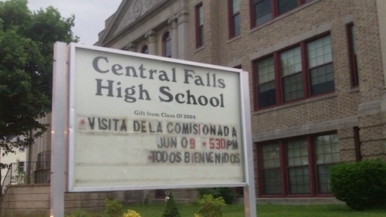 Central Falls
High School
Gift from Class Of 2004
VISITA DE LA COMISIONADA
JUN 09 530PM
TODOS BIENVENIDOS